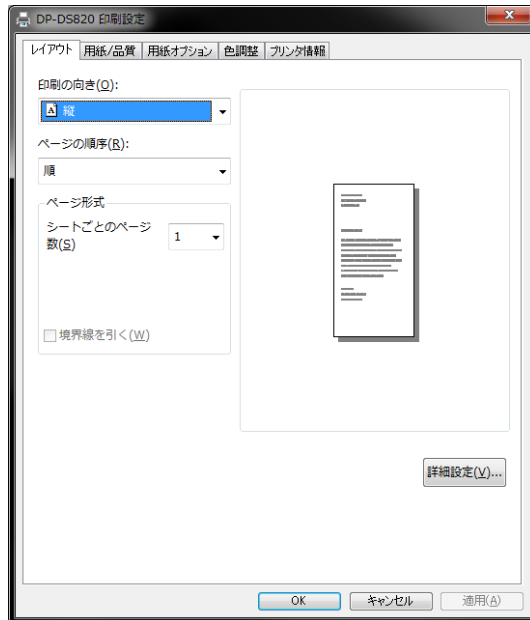 DP-DS820 印刷設定
レイアウト 用紙/品質 用紙オプション 色調整 プリンタ情報
印刷の向き(O):
縦
ページの順序(R):
順
ページ形式
シートごとのページ
数(S)
1
境界線を引く(W)
詳細設定(V)...
OK キャンセル 適用(A)